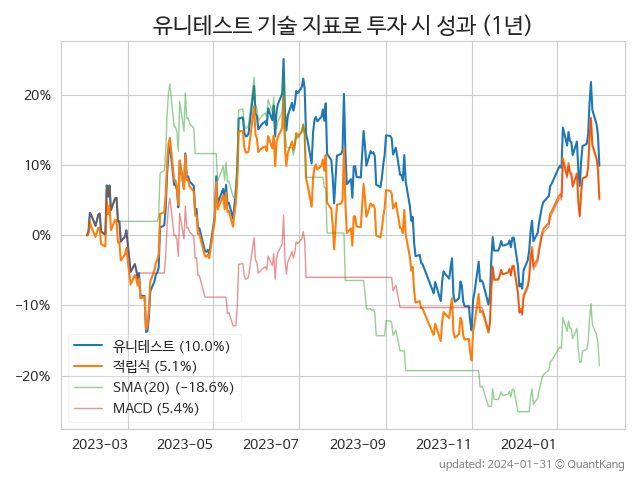 유니테스트 기술 지표로 투자 시 성과 (1년)
20%
10%
0%
−10%
−20%
유니테스트 (10.0%)
적립식 (5.1%)
SMA(20) (−18.6%)
MACD (5.4%)
2023-03 2023-05 2023-07 2023-09 2023-11 2024-01
updated: 2024-01-31 © QuantKang